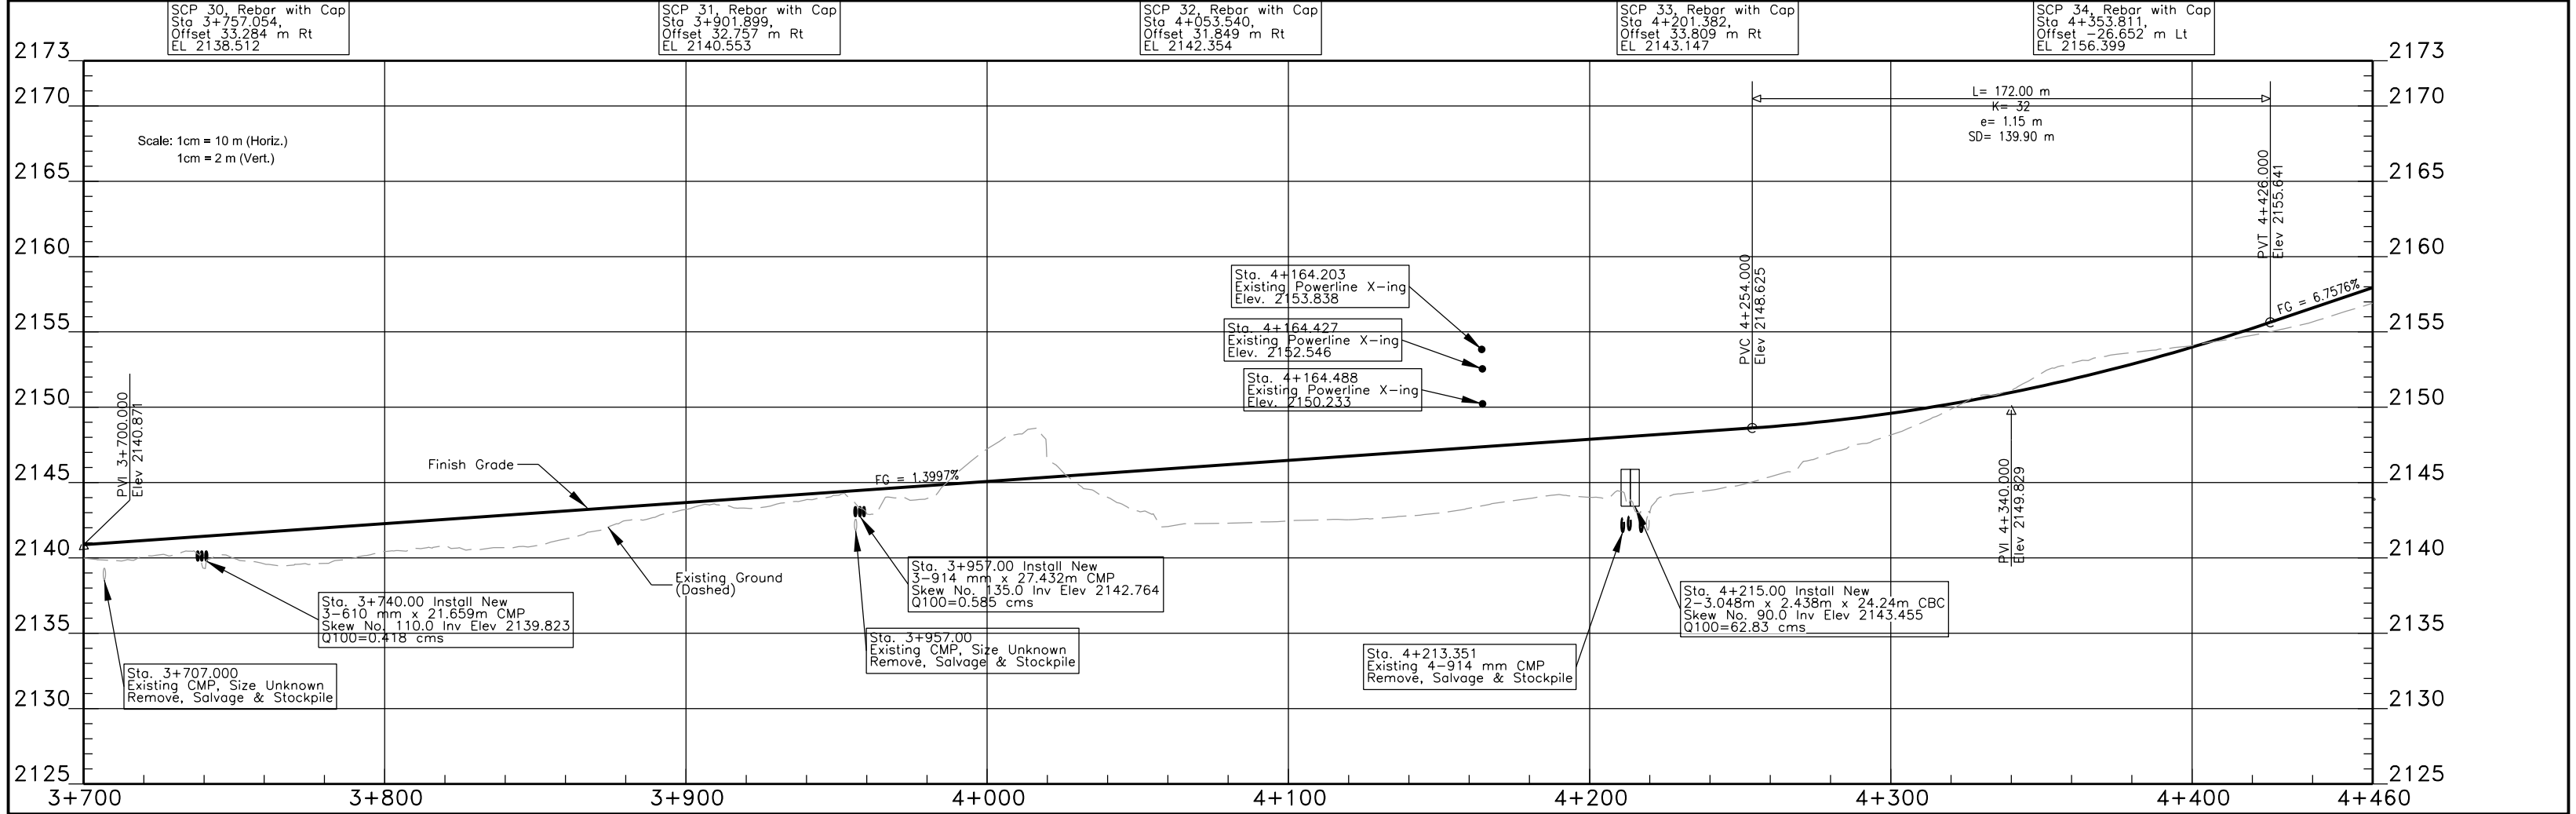 SCP 30, Rebar with Cap
Sta 3+757.054,
Offset 33.284 m Rt
EL 2138.512
SCP 31, Rebar with Cap
Sta 3+901.899,
Offset 32.757 m Rt
EL 2140.553
SCP 32, Rebar with Cap
Sta 4+053.540,
Offset 31.849 m Rt
EL 2142.354
SCP 33, Rebar with Cap
Sta 4+201.382,
Offset 33.809 m Rt
EL 2143.147
SCP 34, Rebar with Cap
Sta 4+353.811,
Offset -26.652 m Lt
EL 2156.399
2173
2170
2165
2160
2155
2150
2145
2140
2135
2130
2125
Scale: 1cm = 10 m (Horiz.)
1cm = 2 m (Vert.)
L= 172.00 m
K= 32
e= 1.15 m
SD= 139.90 m
PVI 3+700.000
Elev 2140.871
Finish Grade
FG = 1.3997%
Existing Ground
(Dashed)
Sta. 4+164.203
Existing Powerline X-ing
Elev. 2153.838
Sta. 4+164.427
Existing Powerline X-ing
Elev. 2152.546
Sta. 4+164.488
Existing Powerline X-ing
Elev. 2150.233
PVC 4+254.000
Elev 2148.625
PVT 4+426.000
Elev 2155.641
FG = 6.7576%
PVI 4+340.000
Elev 2149.829
Sta. 3+740.00 Install New
3-610 mm x 21.659m CMP
Skew No. 110.0 Inv Elev 2139.823
Q100=0.418 cms
Sta. 3+707.000
Existing CMP, Size Unknown
Remove, Salvage & Stockpile
Sta. 3+957.00 Install New
3-914 mm x 27.432m CMP
Skew No. 135.0 Inv Elev 2142.764
Q100=0.585 cms
Sta. 3+957.00
Existing CMP, Size Unknown
Remove, Salvage & Stockpile
Sta. 4+213.351
Existing 4-914 mm CMP
Remove, Salvage & Stockpile
Sta. 4+215.00 Install New
2-3.048m x 2.438m x 24.24m CBC
Skew No. 90.0 Inv Elev 2143.455
Q100=62.83 cms
2173
2170
2165
2160
2155
2150
2145
2140
2135
2130
2125
3+700
3+800
3+900
4+000
4+100
4+200
4+300
4+400
4+460